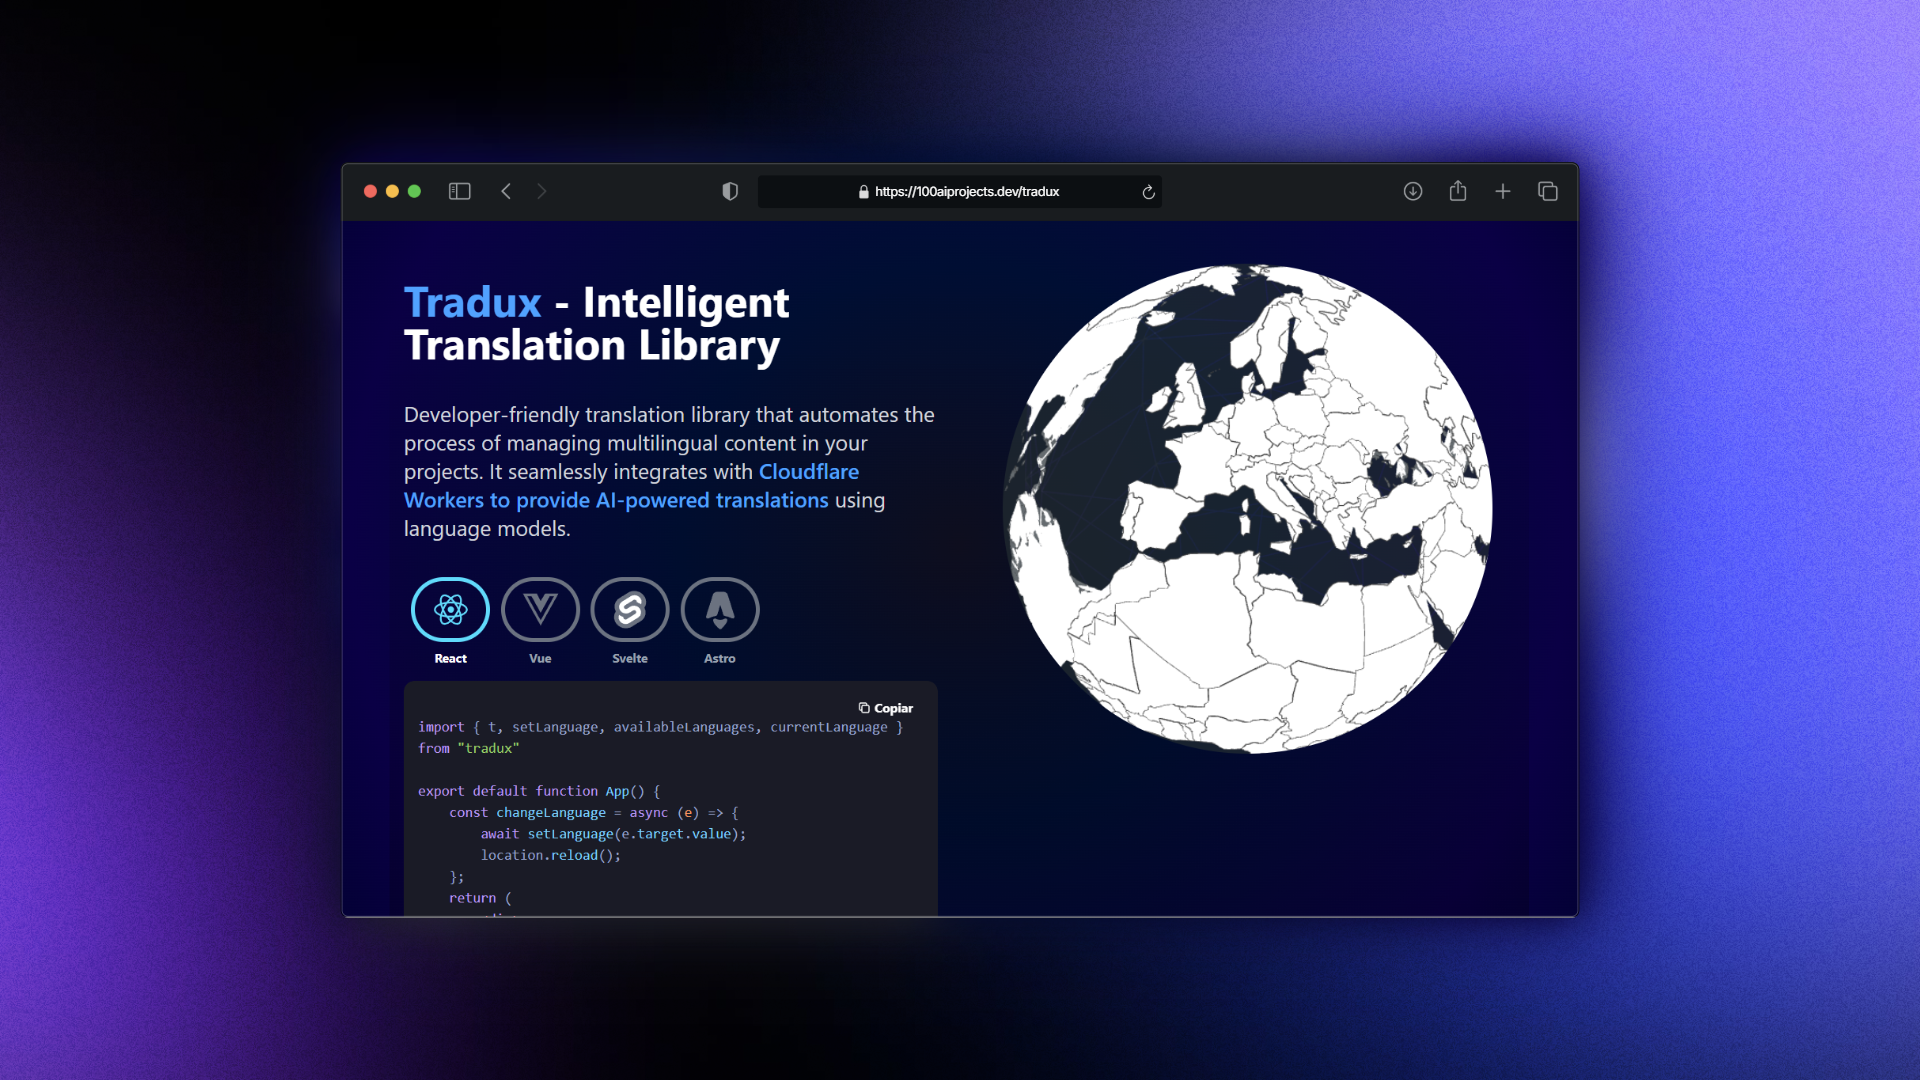 https://100aiprojects.dev/tradux
Tradux - Intelligent
Translation Library
Developer-friendly translation library that automates the
process of managing multilingual content in your
projects. It seamlessly integrates with Cloudflare
Workers to provide AI-powered translations using
language models.
React Vue Svelte Astro
Copiar
import { t, setLanguage, availableLanguages, currentLanguage }
from "tradux"
export default function App() {
const changeLanguage = async (e) => {
await setLanguage(e.target.value);
location.reload();
};
return (